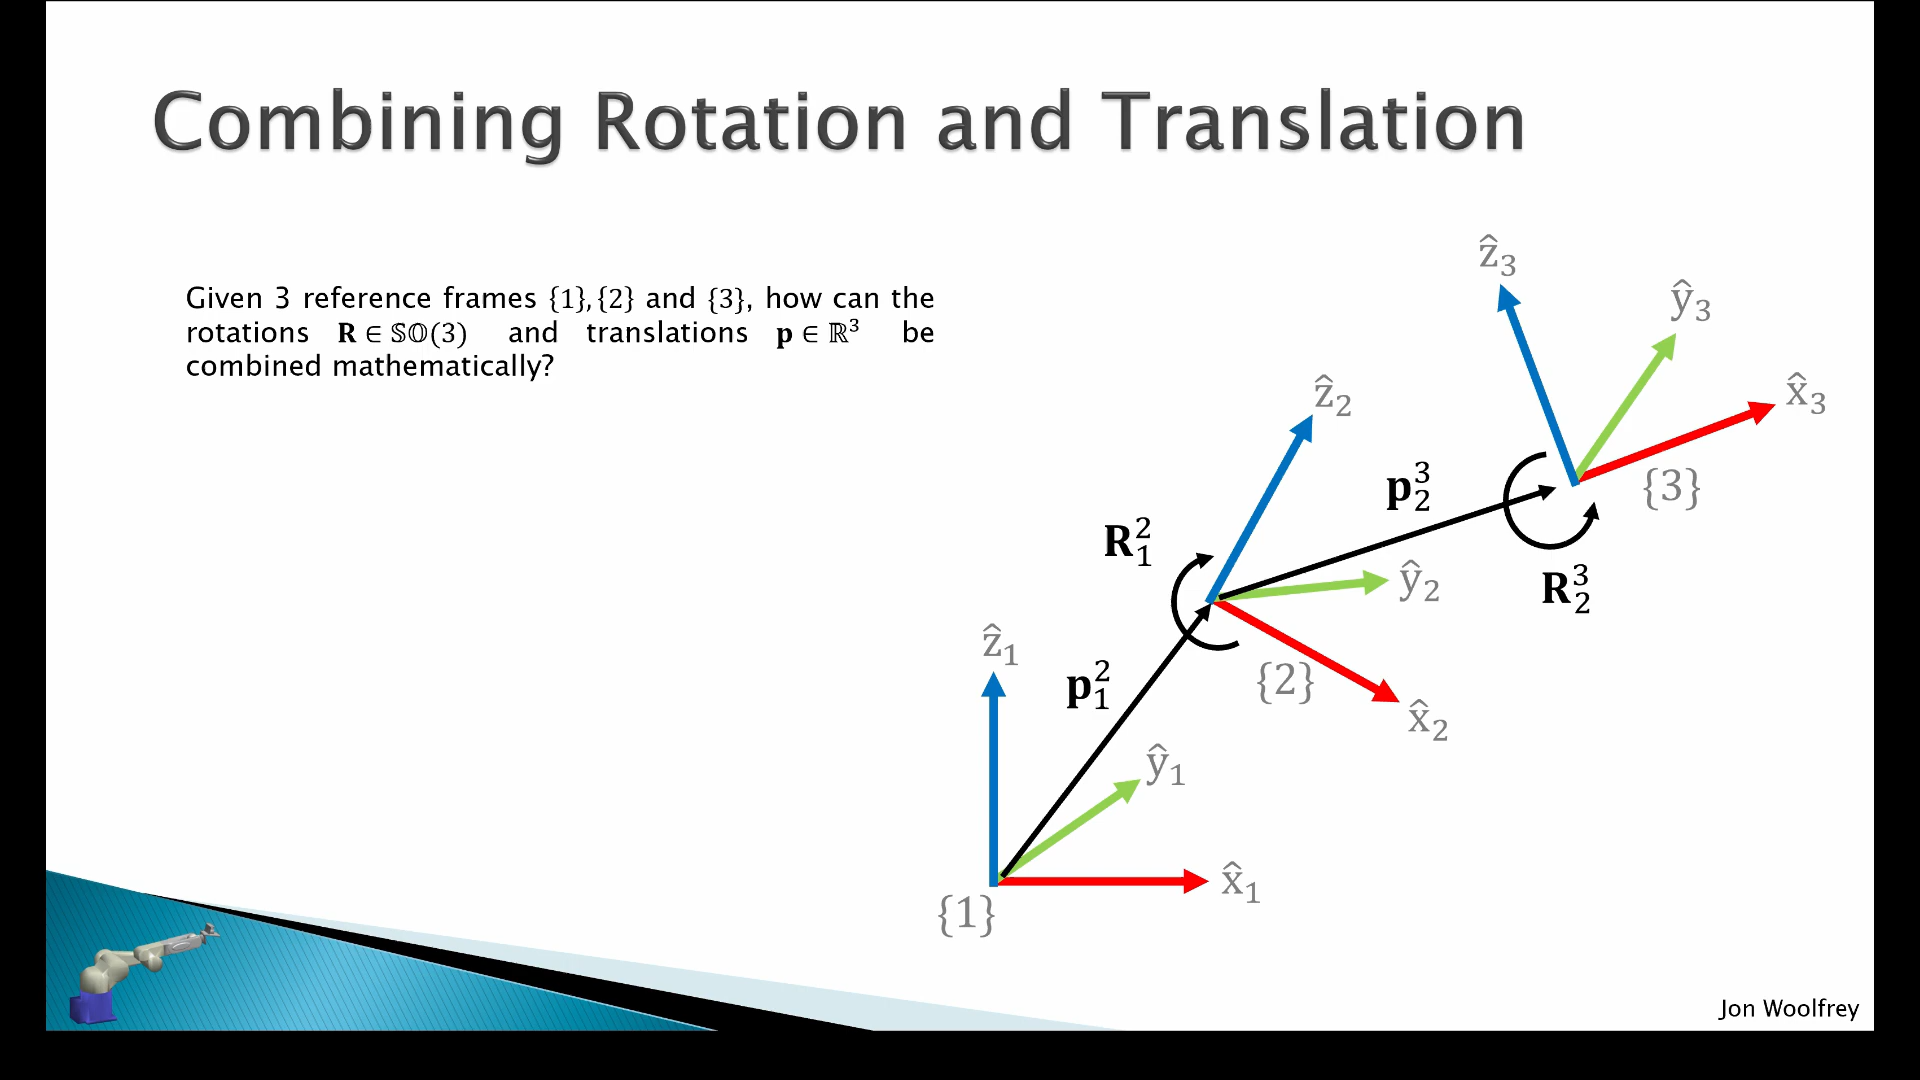 Combining Rotation and Translation
Given 3 reference frames {1}, {2} and {3}, how can the
rotations R ∈ 𝕊𝕆(3) and translations p ∈ ℝ³ be
combined mathematically?
ẑ₃
ŷ₃
x̂₃
{3}
ẑ₂
p₂³
R₁²
ŷ₂
R₂³
ẑ₁
{2}
p₁²
x̂₂
ŷ₁
x̂₁
{1}
Jon Woolfrey